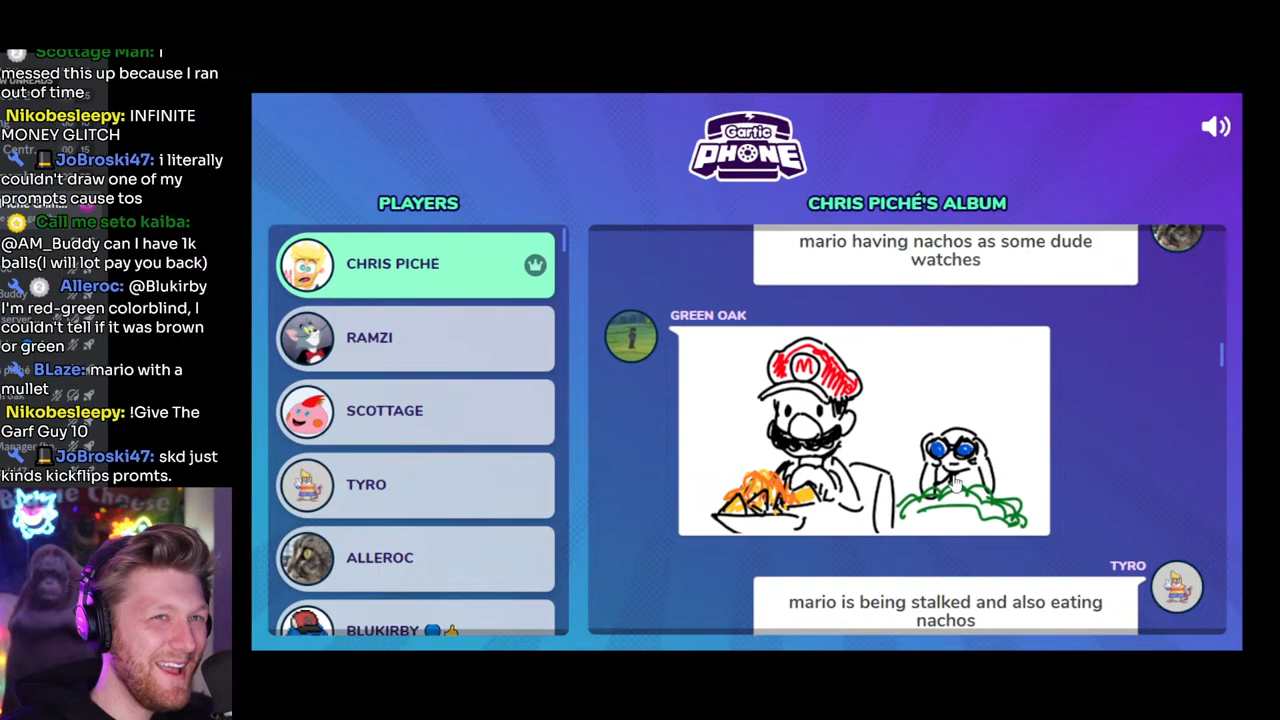 Scottage Man: I
messed this up because I ran
out of time
Nikobesleepy: INFINITE
MONEY GLITCH
JoBroski47: i literally
couldn't draw one of my
prompts cause tos
Call me seto kaiba:
@AM_Buddy can I have 1k
balls(I will lot pay you back)
Alleroc: @Blukirby
I'm red-green colorblind, I
couldn't tell if it was brown
or green
BLaze: mario with a
mullet
Nikobesleepy: !Give The
Garf Guy 10
JoBroski47: skd just
kinds kickflips promts.
Gartic
PHONE
PLAYERS
CHRIS PICHE
RAMZI
SCOTTAGE
TYRO
ALLEROC
BLUKIRBY
CHRIS PICHÉ'S ALBUM
mario having nachos as some dude
watches
GREEN OAK
M
TYRO
mario is being stalked and also eating
nachos